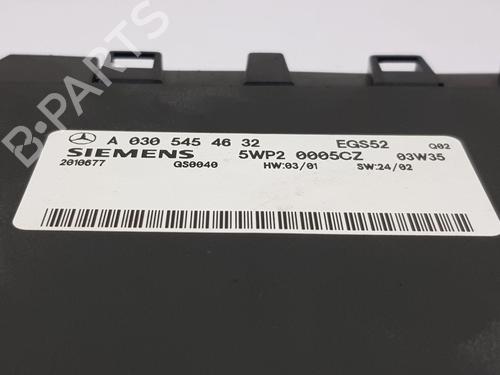 A 030 545 46 32 EGS52 Q02
SIEMENS 5WP2 0005CZ 03W35
2010677 GS0040 HW:03/01 SW:24/02
B-PARTS